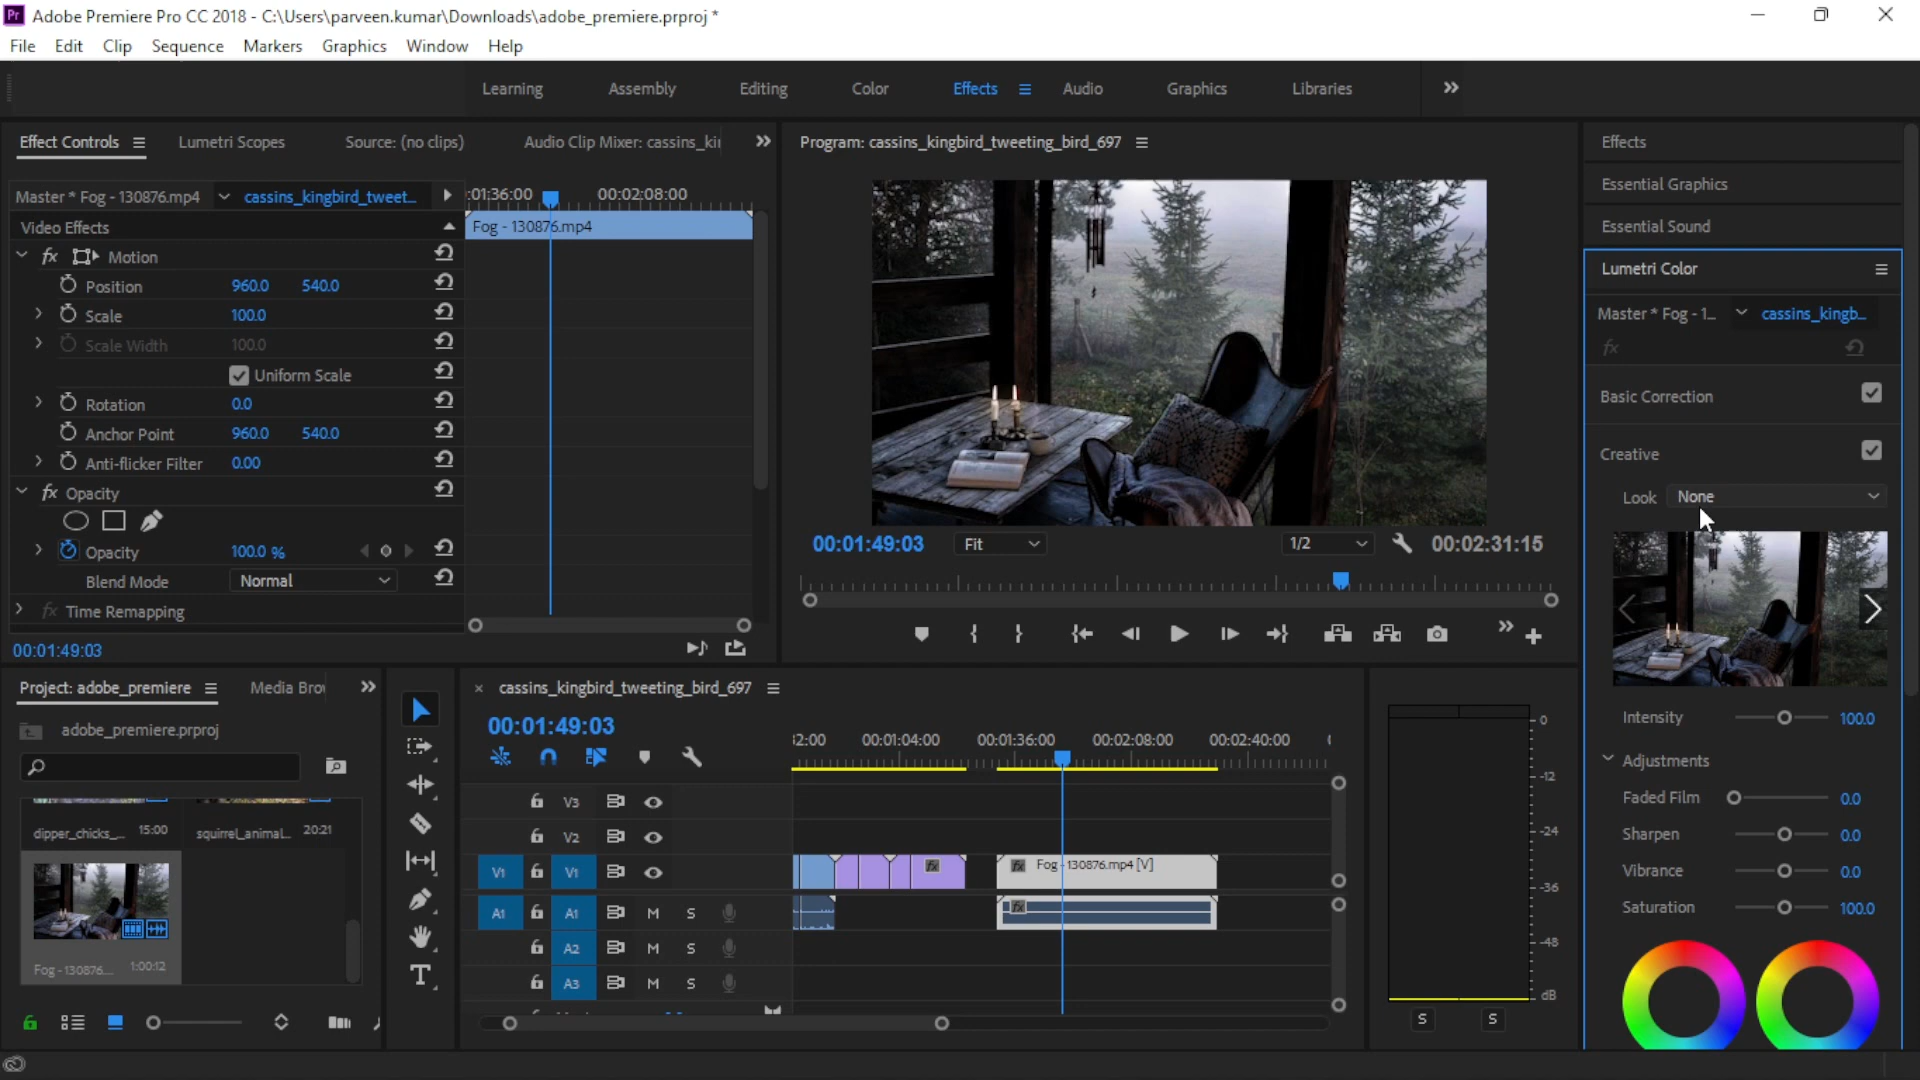 Pr Adobe Premiere Pro CC 2018 - C:\Users\parveen.kumar\Downloads\adobe_premiere.prproj *
File Edit Clip Sequence Markers Graphics Window Help
Learning Assembly Editing Color Effects Audio Graphics Libraries
Effect Controls Lumetri Scopes Source: (no clips) Audio Clip Mixer: cassins_ki
Master * Fog - 130876.mp4 cassins_kingbird_tweet...
:01:36:00 00:02:08:00
Video Effects
Fog - 130876.mp4
fx Motion
Position 960.0 540.0
Scale 100.0
Scale Width 100.0
Uniform Scale
Rotation 0.0
Anchor Point 960.0 540.0
Anti-flicker Filter 0.00
fx Opacity
Opacity 100.0 %
Blend Mode Normal
fx Time Remapping
00:01:49:03
Program: cassins_kingbird_tweeting_bird_697
00:01:49:03 Fit 1/2 00:02:31:15
Effects
Essential Graphics
Essential Sound
Lumetri Color
Master * Fog - 1... cassins_kingb...
fx
Basic Correction
Creative
Look None
Intensity 100.0
Adjustments
Faded Film 0.0
Sharpen 0.0
Vibrance 0.0
Saturation 100.0
Project: adobe_premiere Media Bro
adobe_premiere.prproj
dipper_chicks_... 15:00 squirrel_animal... 20:21
Fog - 130876... 1:00:12
cassins_kingbird_tweeting_bird_697
00:01:49:03
32:00 00:01:04:00 00:01:36:00 00:02:08:00 00:02:40:00
V3
V2
V1 V1 fx fx Fog - 130876.mp4 [V]
A1 A1 M S fx
A2 M S
A3 M S
0
-12
-24
-36
-48
dB
S S